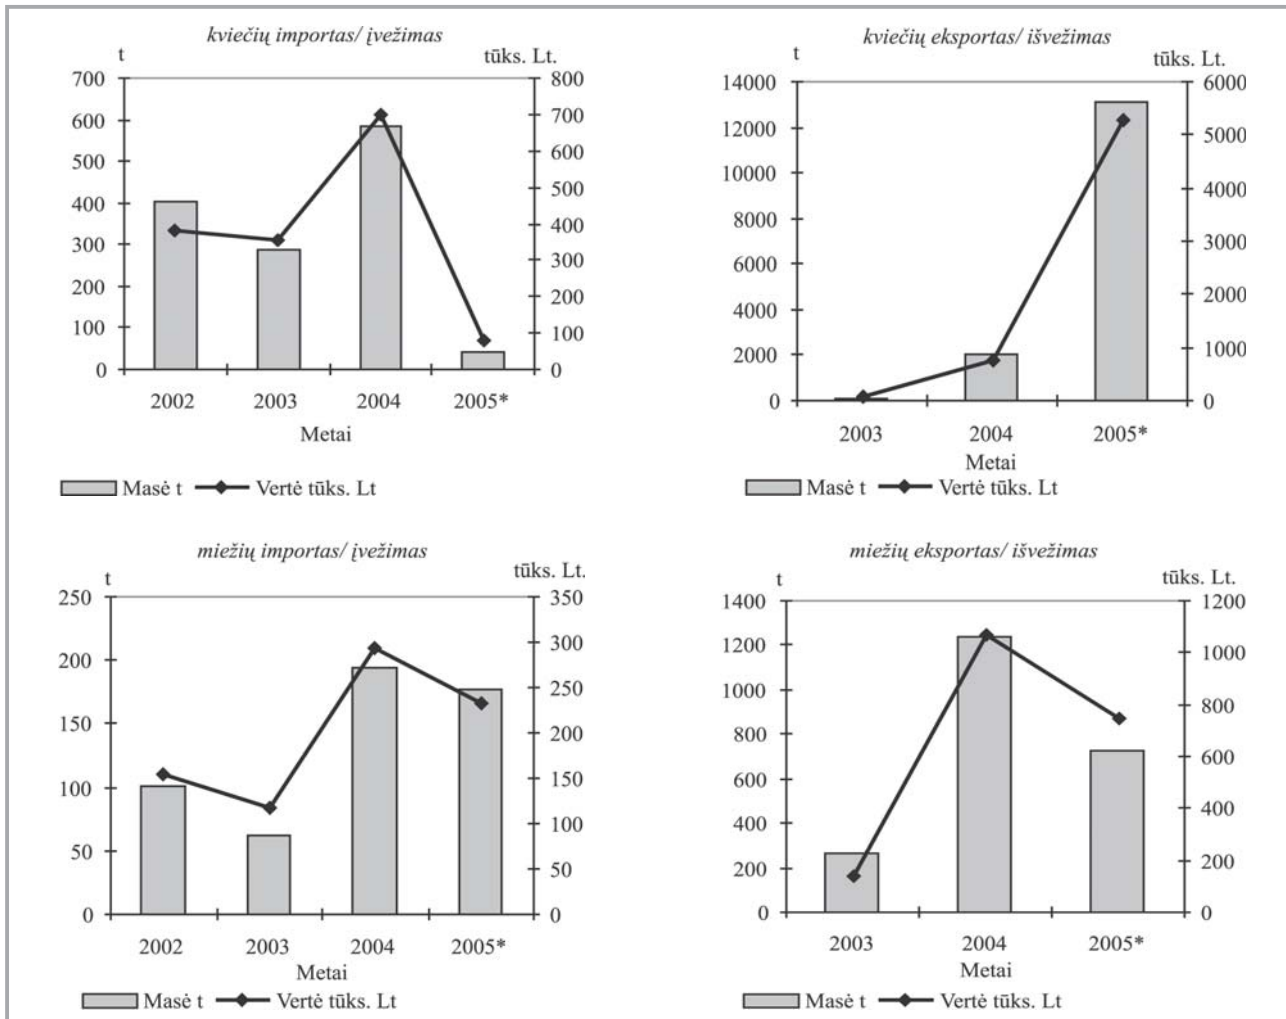 kviečių importas/ įvežimas
t
tūks. Lt.
700
600
500
400
300
200
100
0
800
700
600
500
400
300
200
100
0
2002 2003 2004 2005*
Metai
Masė t Vertė tūks. Lt
kviečių eksportas/ išvežimas
t
tūks. Lt.
14000
12000
10000
8000
6000
4000
2000
0
6000
5000
4000
3000
2000
1000
0
2003 2004 2005*
Metai
Masė t Vertė tūks. Lt
miežių importas/ įvežimas
t
tūks. Lt.
250
200
150
100
50
0
350
300
250
200
150
100
50
0
2002 2003 2004 2005*
Metai
Masė t Vertė tūks. Lt
miežių eksportas/ išvežimas
t
tūks. Lt.
1400
1200
1000
800
600
400
200
0
1200
1000
800
600
400
200
0
2003 2004 2005*
Metai
Masė t Vertė tūks. Lt